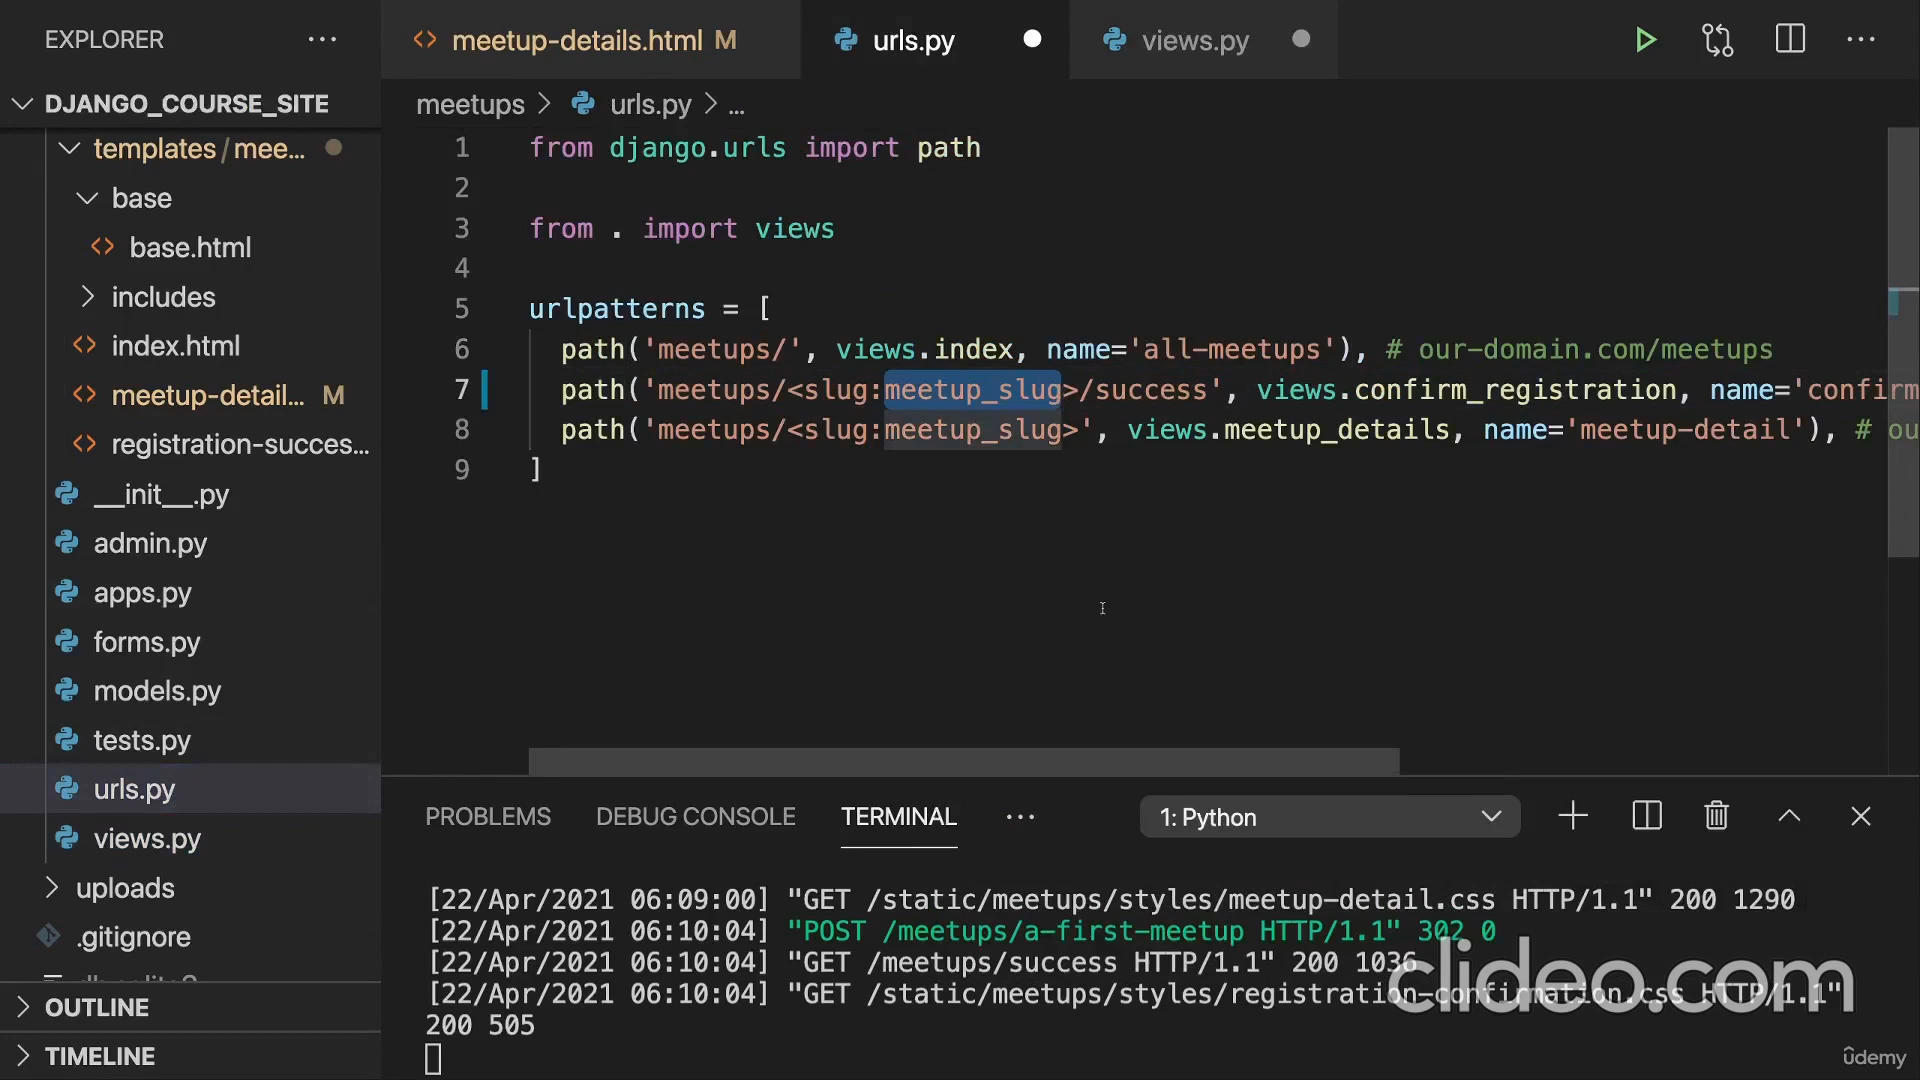 EXPLORER
DJANGO_COURSE_SITE
templates/mee...
base
base.html
includes
index.html
meetup-detail... M
registration-succes...
__init__.py
admin.py
apps.py
forms.py
models.py
tests.py
urls.py
views.py
uploads
.gitignore
OUTLINE
TIMELINE
meetup-details.html M
urls.py
views.py
meetups > urls.py > ...
1 from django.urls import path
2
3 from . import views
4
5 urlpatterns = [
6 path('meetups/', views.index, name='all-meetups'), # our-domain.com/meetups
7 path('meetups/<slug:meetup_slug>/success', views.confirm_registration, name='confirm
8 path('meetups/<slug:meetup_slug>', views.meetup_details, name='meetup-detail'), # ou
9 ]
PROBLEMS DEBUG CONSOLE TERMINAL ... 1: Python
[22/Apr/2021 06:09:00] "GET /static/meetups/styles/meetup-detail.css HTTP/1.1" 200 1290
[22/Apr/2021 06:10:04] "POST /meetups/a-first-meetup HTTP/1.1" 302 0
[22/Apr/2021 06:10:04] "GET /meetups/success HTTP/1.1" 200 1036
[22/Apr/2021 06:10:04] "GET /static/meetups/styles/registration-confirmation.css HTTP/1.1"
200 505
clideo.com
ûdemy